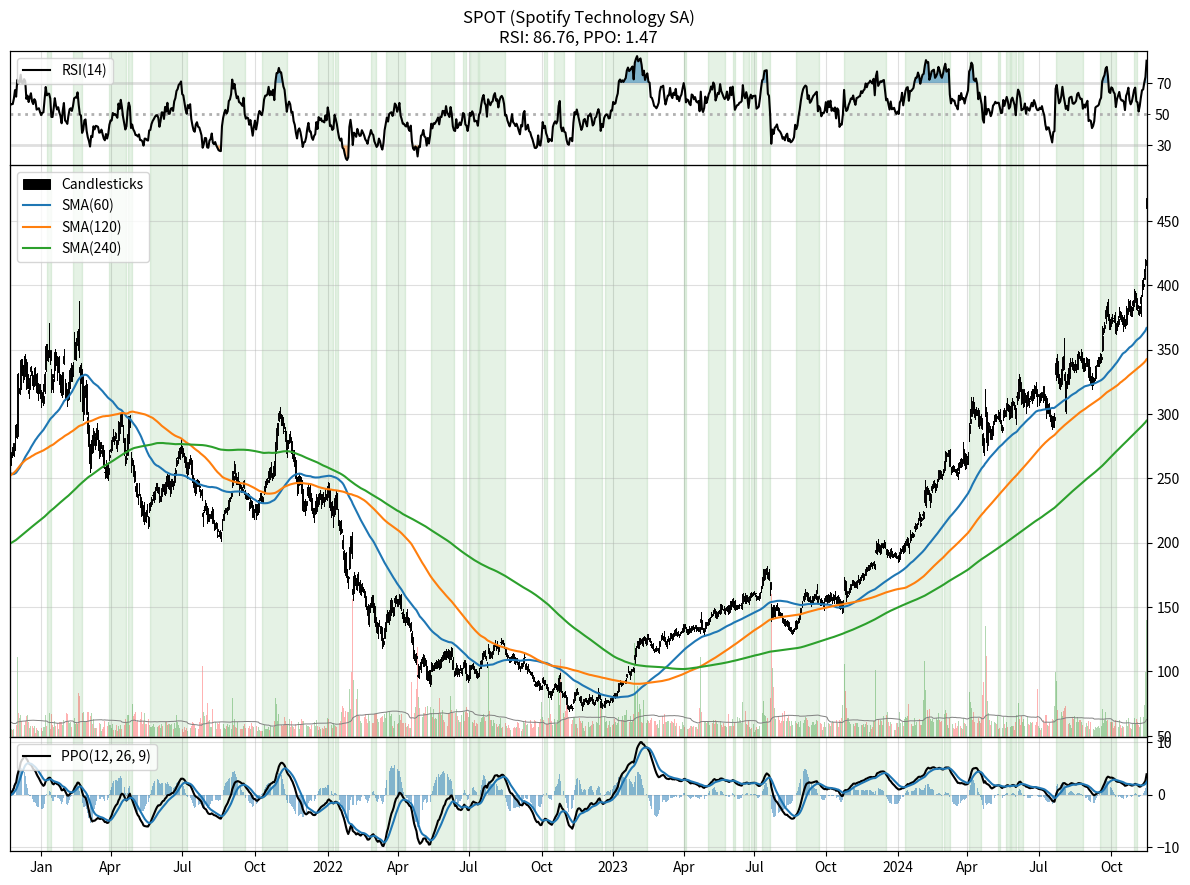 SPOT (Spotify Technology SA)
RSI: 86.76, PPO: 1.47
RSI(14)
70
50
30
Candlesticks
SMA(60)
SMA(120)
SMA(240)
450
400
350
300
250
200
150
100
50
PPO(12, 26, 9)
10
0
−10
Jan Apr Jul Oct 2022 Apr Jul Oct 2023 Apr Jul Oct 2024 Apr Jul Oct